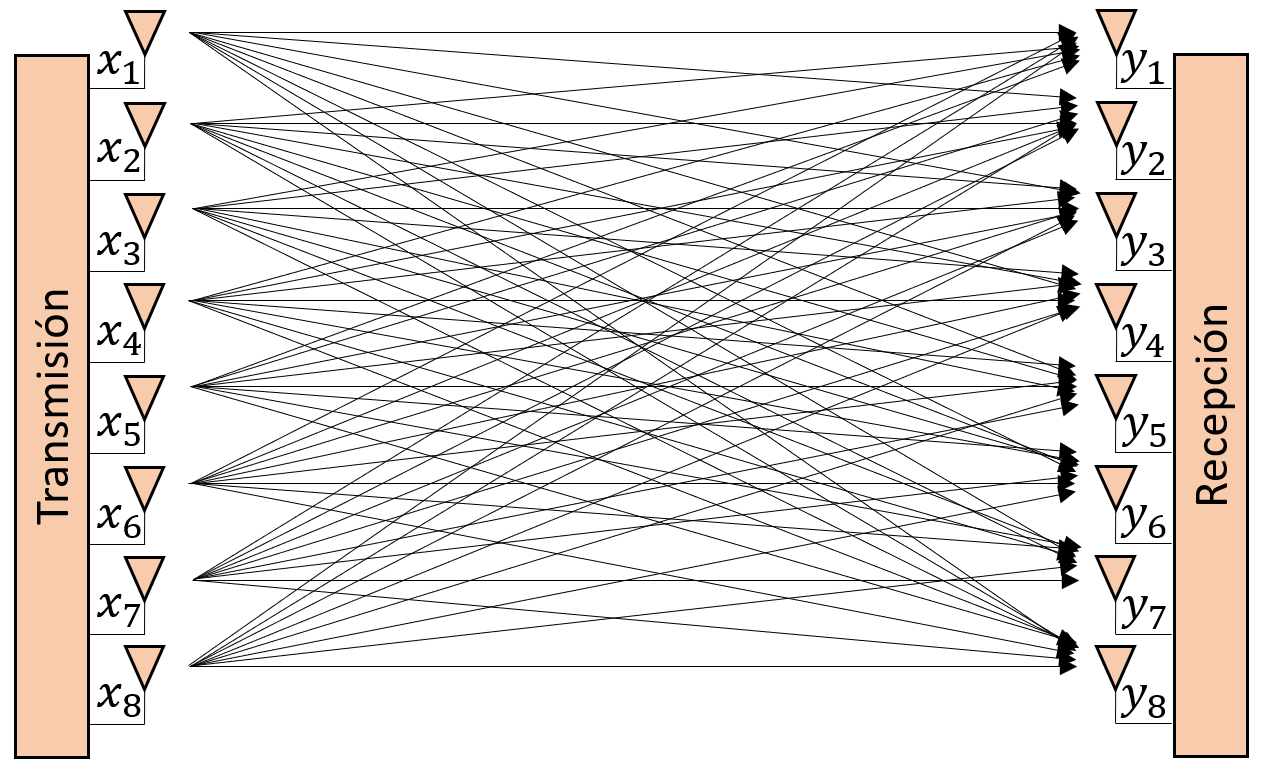 Transmisión
x1
x2
x3
x4
x5
x6
x7
x8
y1
y2
y3
y4
y5
y6
y7
y8
Recepción